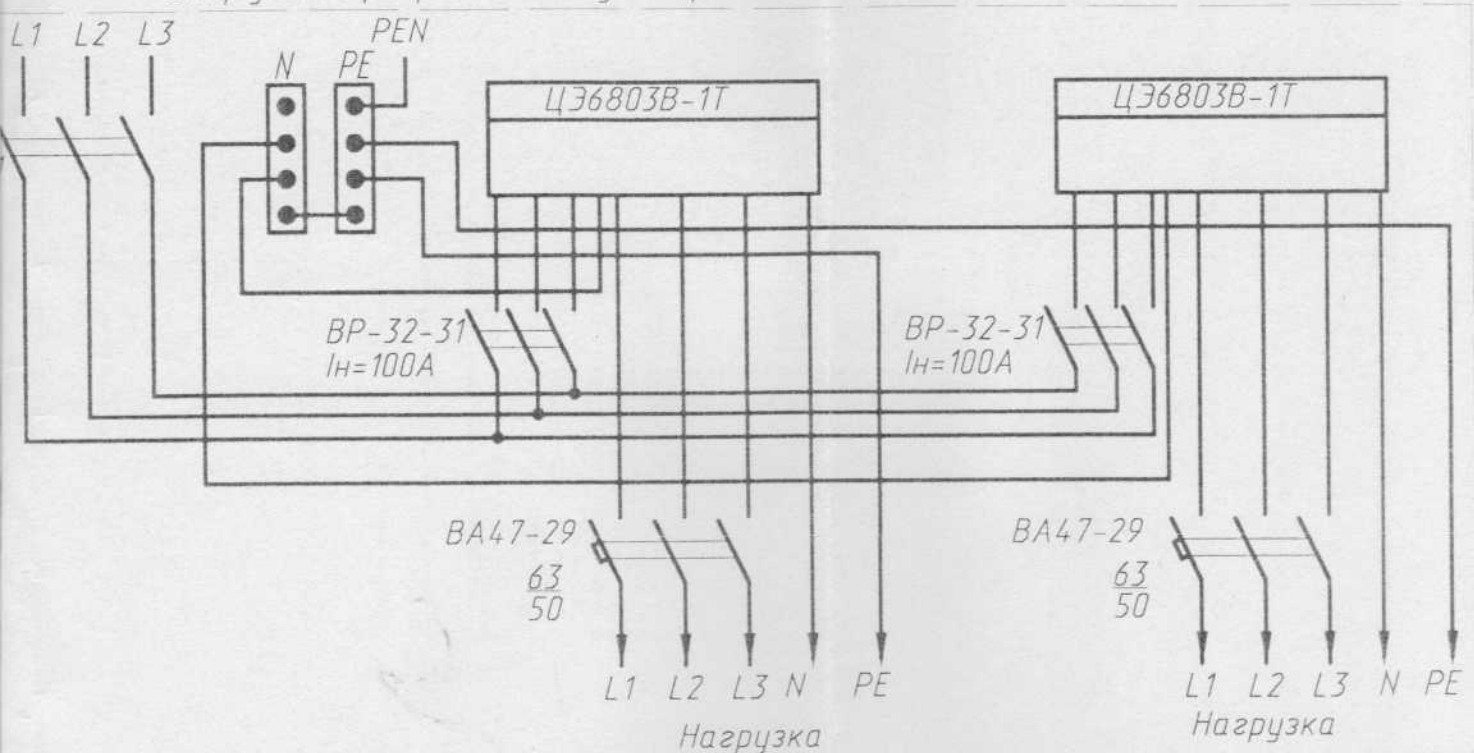 L1 L2 L3
PEN
N PE
ЦЭ6803В-1Т
ЦЭ6803В-1Т
ВР-32-31
Iн=100А
ВР-32-31
Iн=100А
ВА47-29
63
50
ВА47-29
63
50
L1 L2 L3 N PE
Нагрузка
L1 L2 L3 N PE
Нагрузка